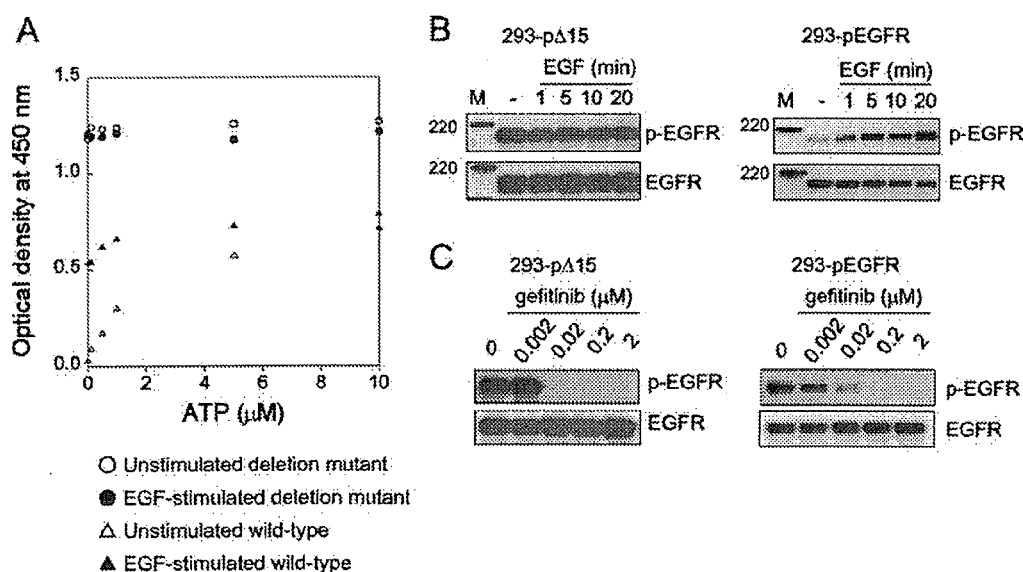 A
Optical density at 450 nm
1.5
1.0
0.5
0.0
0 2 4 6 8 10
ATP (μM)
○ Unstimulated deletion mutant
● EGF-stimulated deletion mutant
△ Unstimulated wild-type
▲ EGF-stimulated wild-type
B
293-pΔ15
EGF (min)
M - 1 5 10 20
220 p-EGFR
220 EGFR
293-pEGFR
EGF (min)
M - 1 5 10 20
220 p-EGFR
220 EGFR
C
293-pΔ15
gefitinib (μM)
0 0.002 0.02 0.2 2
p-EGFR
EGFR
293-pEGFR
gefitinib (μM)
0 0.002 0.02 0.2 2
p-EGFR
EGFR